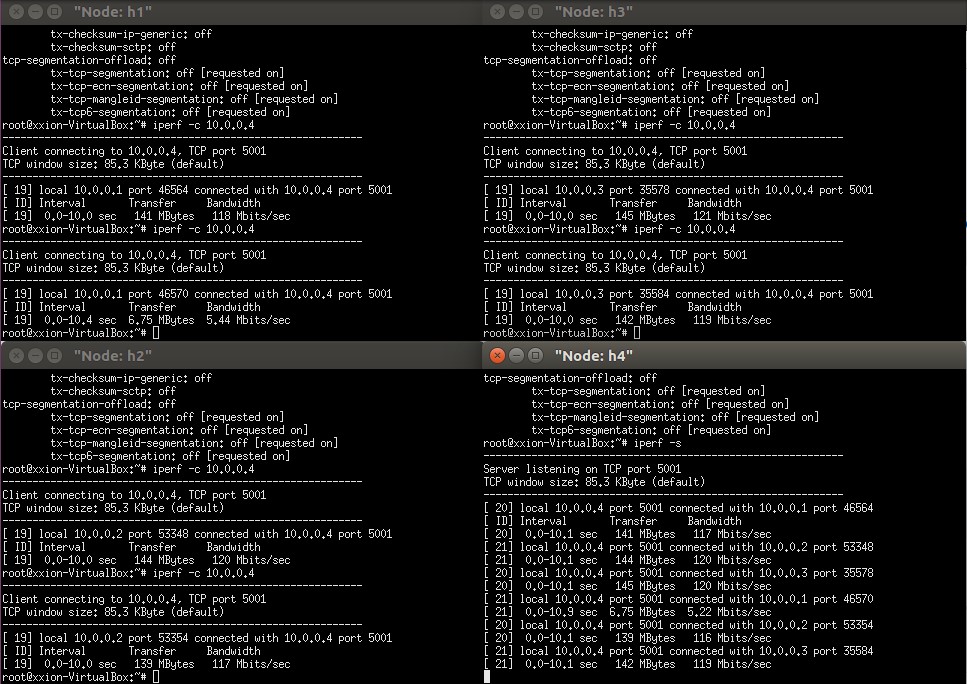 "Node: h1"
tx-checksum-ip-generic: off
tx-checksum-sctp: off
tcp-segmentation-offload: off
tx-tcp-segmentation: off [requested on]
tx-tcp-ecn-segmentation: off [requested on]
tx-tcp-mangleid-segmentation: off [requested on]
tx-tcp6-segmentation: off [requested on]
root@xxion-VirtualBox:~# iperf -c 10.0.0.4
------------------------------------------------------------
Client connecting to 10.0.0.4, TCP port 5001
TCP window size: 85.3 KByte (default)
------------------------------------------------------------
[ 19] local 10.0.0.1 port 46564 connected with 10.0.0.4 port 5001
[ ID] Interval       Transfer     Bandwidth
[ 19]  0.0-10.0 sec   141 MBytes   118 Mbits/sec
root@xxion-VirtualBox:~# iperf -c 10.0.0.4
------------------------------------------------------------
Client connecting to 10.0.0.4, TCP port 5001
TCP window size: 85.3 KByte (default)
------------------------------------------------------------
[ 19] local 10.0.0.1 port 46570 connected with 10.0.0.4 port 5001
[ ID] Interval       Transfer     Bandwidth
[ 19]  0.0-10.4 sec  6.75 MBytes  5.44 Mbits/sec
root@xxion-VirtualBox:~#
"Node: h3"
tx-checksum-ip-generic: off
tx-checksum-sctp: off
tcp-segmentation-offload: off
tx-tcp-segmentation: off [requested on]
tx-tcp-ecn-segmentation: off [requested on]
tx-tcp-mangleid-segmentation: off [requested on]
tx-tcp6-segmentation: off [requested on]
root@xxion-VirtualBox:~# iperf -c 10.0.0.4
------------------------------------------------------------
Client connecting to 10.0.0.4, TCP port 5001
TCP window size: 85.3 KByte (default)
------------------------------------------------------------
[ 19] local 10.0.0.3 port 35578 connected with 10.0.0.4 port 5001
[ ID] Interval       Transfer     Bandwidth
[ 19]  0.0-10.0 sec   145 MBytes   121 Mbits/sec
root@xxion-VirtualBox:~# iperf -c 10.0.0.4
------------------------------------------------------------
Client connecting to 10.0.0.4, TCP port 5001
TCP window size: 85.3 KByte (default)
------------------------------------------------------------
[ 19] local 10.0.0.3 port 35584 connected with 10.0.0.4 port 5001
[ ID] Interval       Transfer     Bandwidth
[ 19]  0.0-10.0 sec   142 MBytes   119 Mbits/sec
root@xxion-VirtualBox:~#
"Node: h2"
tx-checksum-ip-generic: off
tx-checksum-sctp: off
tcp-segmentation-offload: off
tx-tcp-segmentation: off [requested on]
tx-tcp-ecn-segmentation: off [requested on]
tx-tcp-mangleid-segmentation: off [requested on]
tx-tcp6-segmentation: off [requested on]
root@xxion-VirtualBox:~# iperf -c 10.0.0.4
------------------------------------------------------------
Client connecting to 10.0.0.4, TCP port 5001
TCP window size: 85.3 KByte (default)
------------------------------------------------------------
[ 19] local 10.0.0.2 port 53348 connected with 10.0.0.4 port 5001
[ ID] Interval       Transfer     Bandwidth
[ 19]  0.0-10.0 sec   144 MBytes   120 Mbits/sec
root@xxion-VirtualBox:~# iperf -c 10.0.0.4
------------------------------------------------------------
Client connecting to 10.0.0.4, TCP port 5001
TCP window size: 85.3 KByte (default)
------------------------------------------------------------
[ 19] local 10.0.0.2 port 53354 connected with 10.0.0.4 port 5001
[ ID] Interval       Transfer     Bandwidth
[ 19]  0.0-10.0 sec   139 MBytes   117 Mbits/sec
root@xxion-VirtualBox:~#
"Node: h4"
tcp-segmentation-offload: off
tx-tcp-segmentation: off [requested on]
tx-tcp-ecn-segmentation: off [requested on]
tx-tcp-mangleid-segmentation: off [requested on]
tx-tcp6-segmentation: off [requested on]
root@xxion-VirtualBox:~# iperf -s
------------------------------------------------------------
Server listening on TCP port 5001
TCP window size: 85.3 KByte (default)
------------------------------------------------------------
[ 20] local 10.0.0.4 port 5001 connected with 10.0.0.1 port 46564
[ ID] Interval       Transfer     Bandwidth
[ 20]  0.0-10.1 sec   141 MBytes   117 Mbits/sec
[ 21] local 10.0.0.4 port 5001 connected with 10.0.0.2 port 53348
[ 21]  0.0-10.1 sec   144 MBytes   120 Mbits/sec
[ 20] local 10.0.0.4 port 5001 connected with 10.0.0.3 port 35578
[ 20]  0.0-10.1 sec   145 MBytes   120 Mbits/sec
[ 21] local 10.0.0.4 port 5001 connected with 10.0.0.1 port 46570
[ 21]  0.0-10.9 sec  6.75 MBytes  5.22 Mbits/sec
[ 20] local 10.0.0.4 port 5001 connected with 10.0.0.2 port 53354
[ 20]  0.0-10.1 sec   139 MBytes   116 Mbits/sec
[ 21] local 10.0.0.4 port 5001 connected with 10.0.0.3 port 35584
[ 21]  0.0-10.1 sec   142 MBytes   119 Mbits/sec